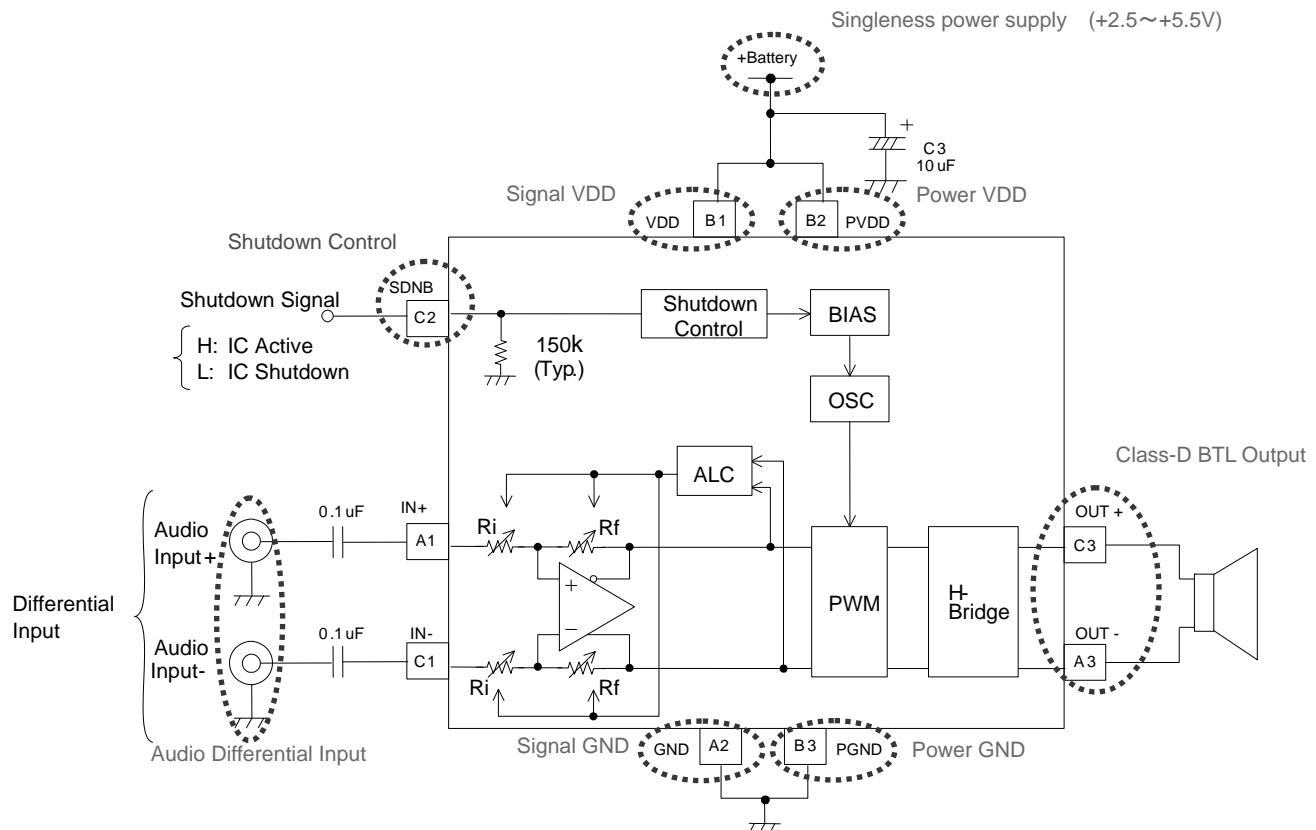 Singleness power supply (+2.5～+5.5V)
+Battery
+
C3
10uF
Signal VDD
Power VDD
VDD
B1
B2
PVDD
Shutdown Control
SDNB
Shutdown Signal
C2
H: IC Active
L: IC Shutdown
150k
(Typ.)
Shutdown
Control
BIAS
OSC
ALC
Class-D BTL Output
Differential
Input
Audio
Input+
0.1uF
IN+
A1
Ri
Rf
+
−
PWM
H-
Bridge
OUT +
C3
Audio
Input-
0.1uF
IN-
C1
Ri
Rf
OUT -
A3
Audio Differential Input
Signal GND
GND
A2
B3
PGND
Power GND